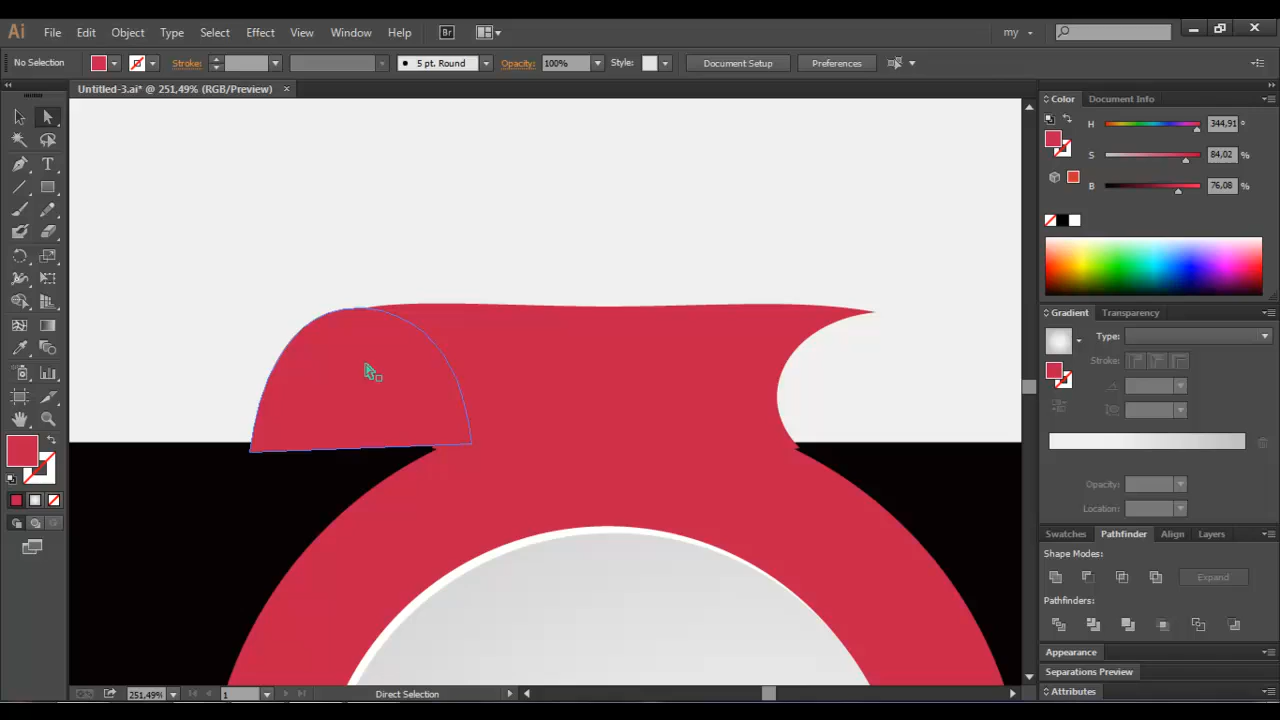 Ai File Edit Object Type Select Effect View Window Help Br my
No Selection Stroke: 5 pt. Round Opacity: 100% Style: Document Setup Preferences
Untitled-3.ai* @ 251,49% (RGB/Preview) ×
Color Document Info
H 344,91 °
S 84,02 %
B 76,08 %
Gradient Transparency
Type:
Stroke:
Opacity:
Location:
Swatches Pathfinder Align Layers
Shape Modes:
Expand
Pathfinders:
Appearance
Separations Preview
Attributes
251,49% 1 Direct Selection